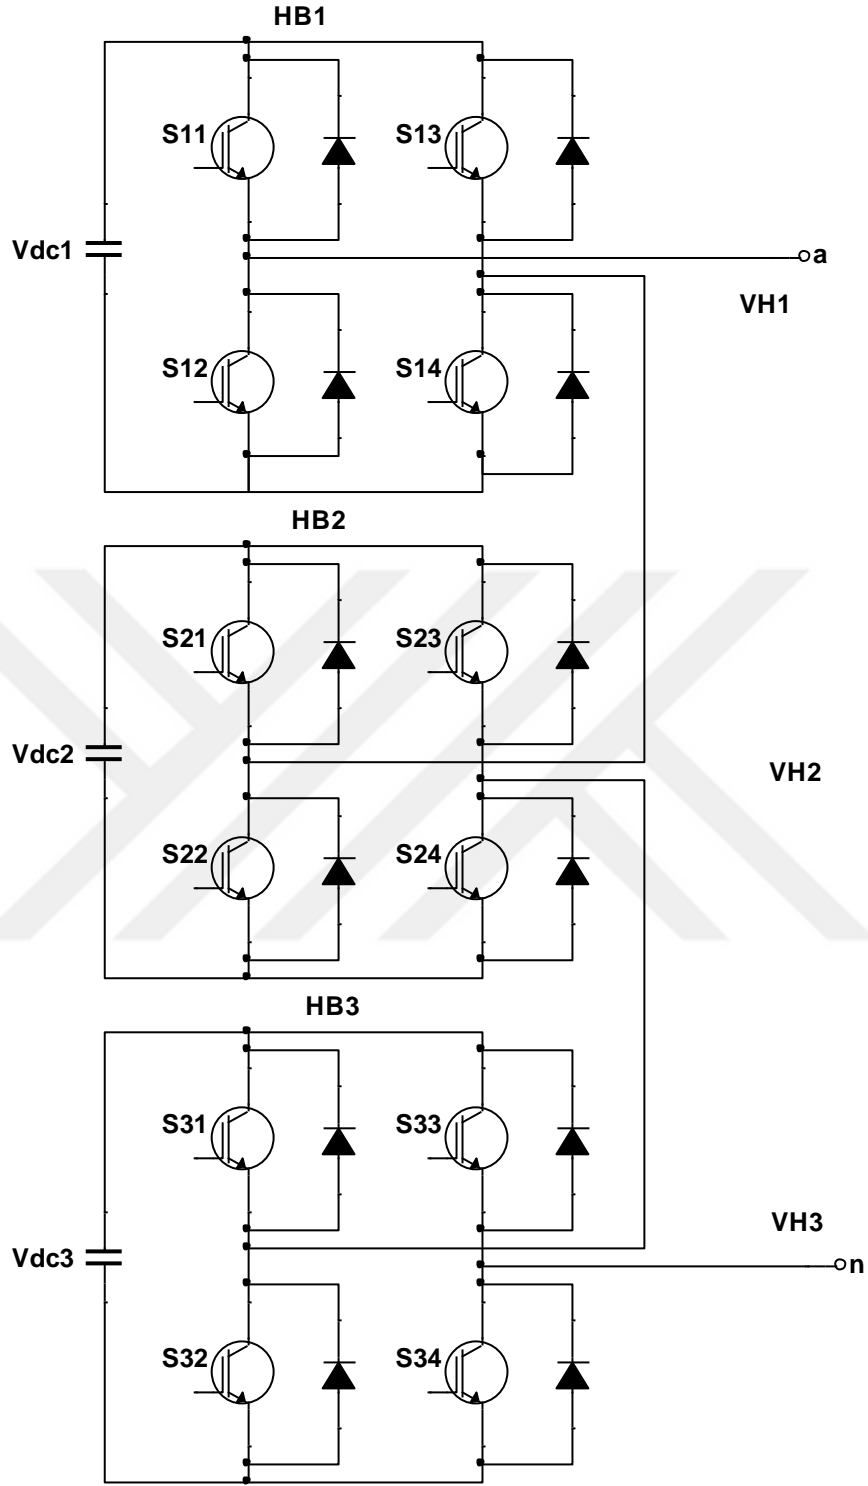 HB1
S11
S13
Vdc1
a
VH1
S12
S14
HB2
S21
S23
Vdc2
VH2
S22
S24
HB3
S31
S33
VH3
Vdc3
n
S32
S34